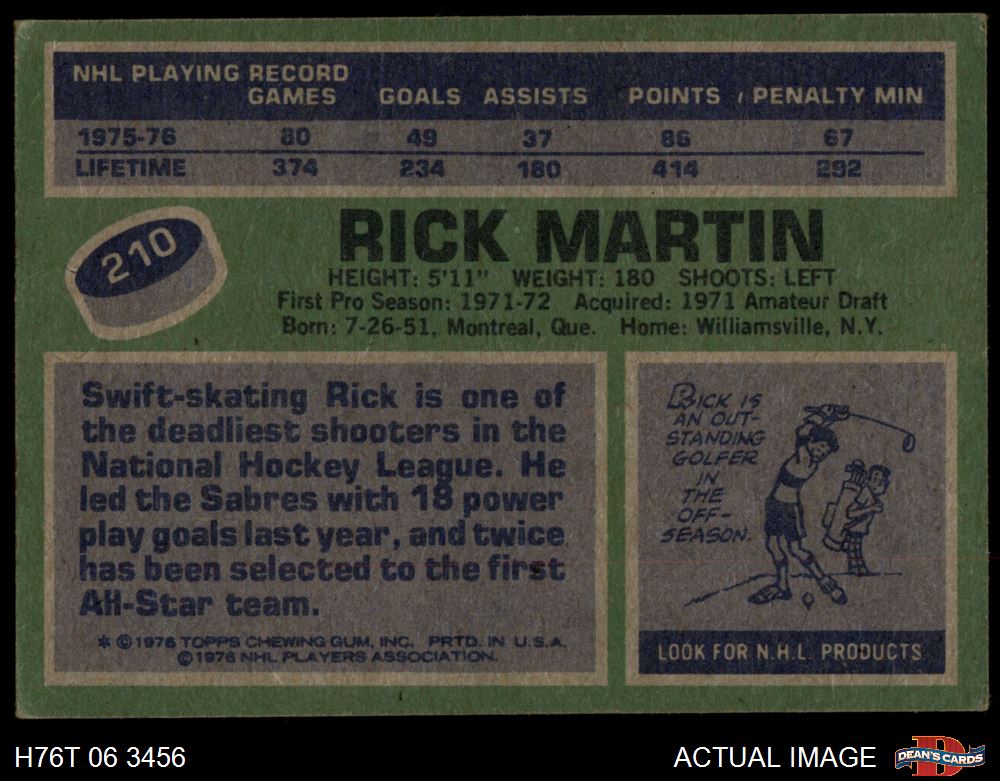 NHL PLAYING RECORD
GAMES GOALS ASSISTS POINTS PENALTY MIN
1975-76 80 49 37 86 67
LIFETIME 374 234 180 414 292
210
RICK MARTIN
HEIGHT: 5'11" WEIGHT: 180 SHOOTS: LEFT
First Pro Season: 1971-72 Acquired: 1971 Amateur Draft
Born: 7-26-51, Montreal, Que. Home: Williamsville, N.Y.
Swift-skating Rick is one of
the deadliest shooters in the
National Hockey League. He
led the Sabres with 18 power
play goals last year, and twice
has been selected to the first
All-Star team.
* ©1976 TOPPS CHEWING GUM, INC. PRTD. IN U.S.A.
©1976 NHL PLAYERS ASSOCIATION.
RICK IS
AN OUT-
STANDING
GOLFER
IN
THE
OFF-
SEASON.
LOOK FOR N.H.L. PRODUCTS
H76T 06 3456
ACTUAL IMAGE
D
DEAN'S CARDS